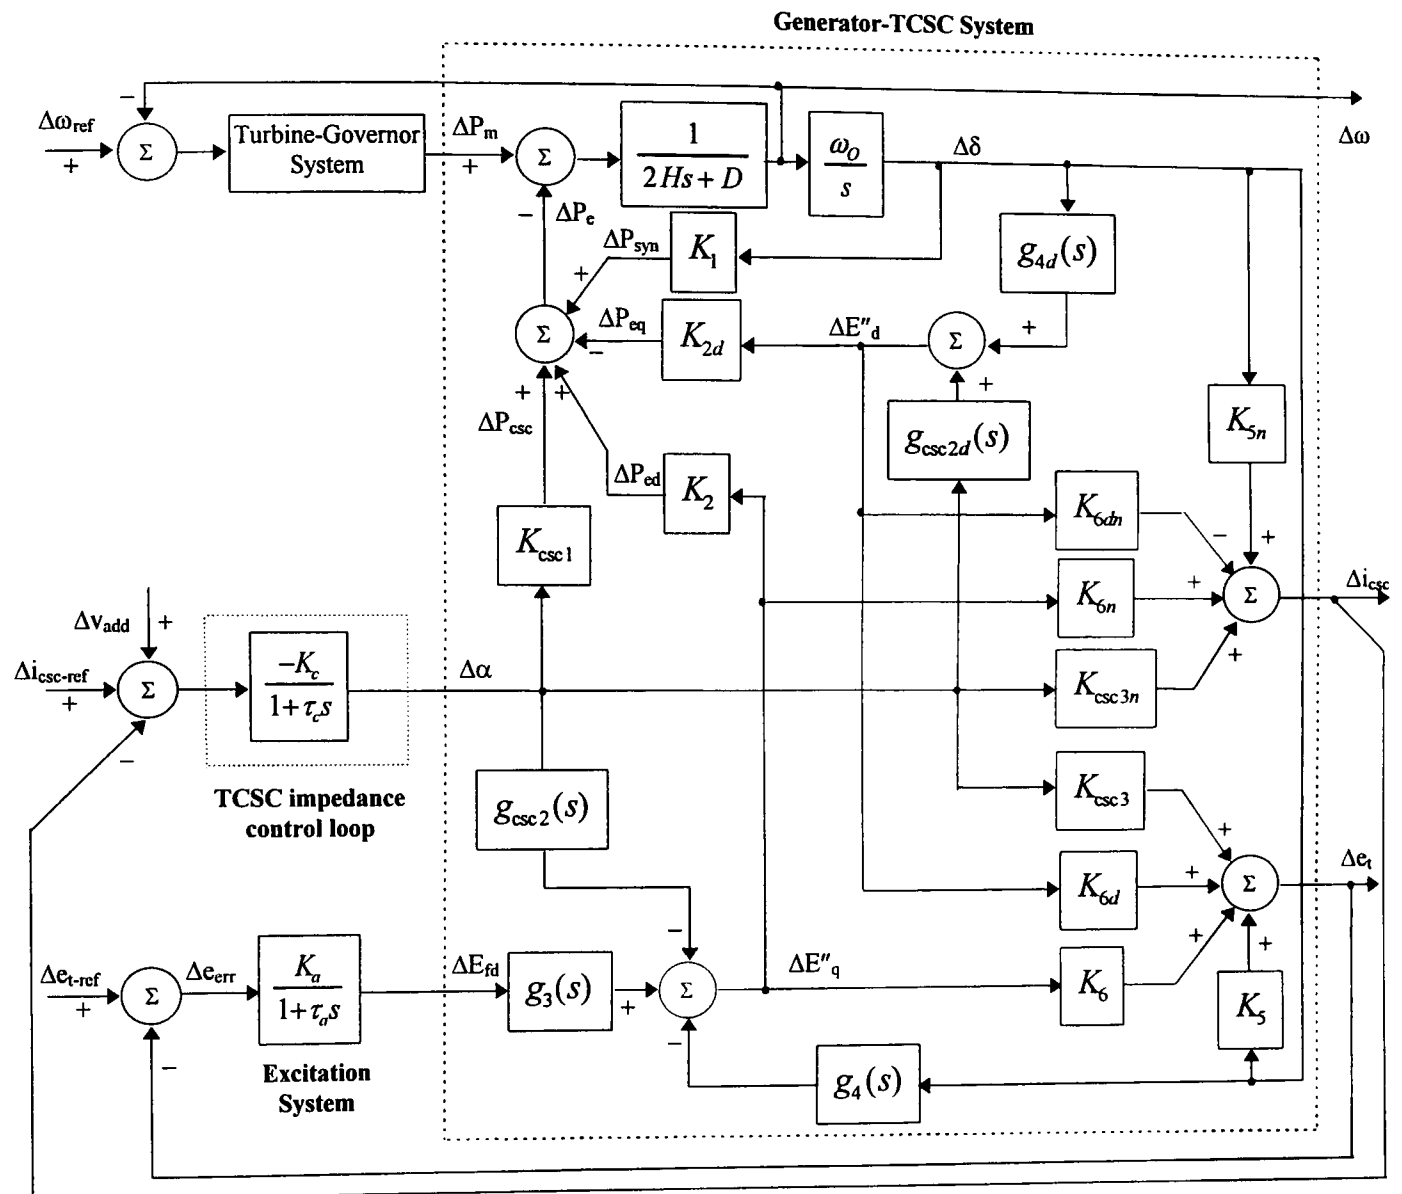 Generator-TCSC System
−
Δω_ref
+
Σ
Turbine-Governor
System
ΔP_m
+
Σ
1
2Hs + D
ω_O
s
Δδ
Δω
−
ΔP_e
ΔP_syn
K_1
+
g_4d(s)
Σ
ΔP_eq
−
K_2d
ΔE″_d
Σ
+
+
+ +
ΔP_csc
g_csc2d(s)
K_5n
ΔP_ed
K_2
K_6dn
−
+
K_csc1
K_6n
+
Σ
Δi_csc
Δv_add
+
+
Δi_csc-ref
+
Σ
−K_c
1 + τ_c s
Δα
K_csc3n
−
TCSC impedance
control loop
g_csc2(s)
K_csc3
+
K_6d
+
Σ
Δe_t
−
+
+
Δe_t-ref
+
Σ
Δe_err
K_a
1 + τ_a s
ΔE_fd
g_3(s)
+
Σ
ΔE″_q
K_6
K_5
−
−
Excitation
System
g_4(s)